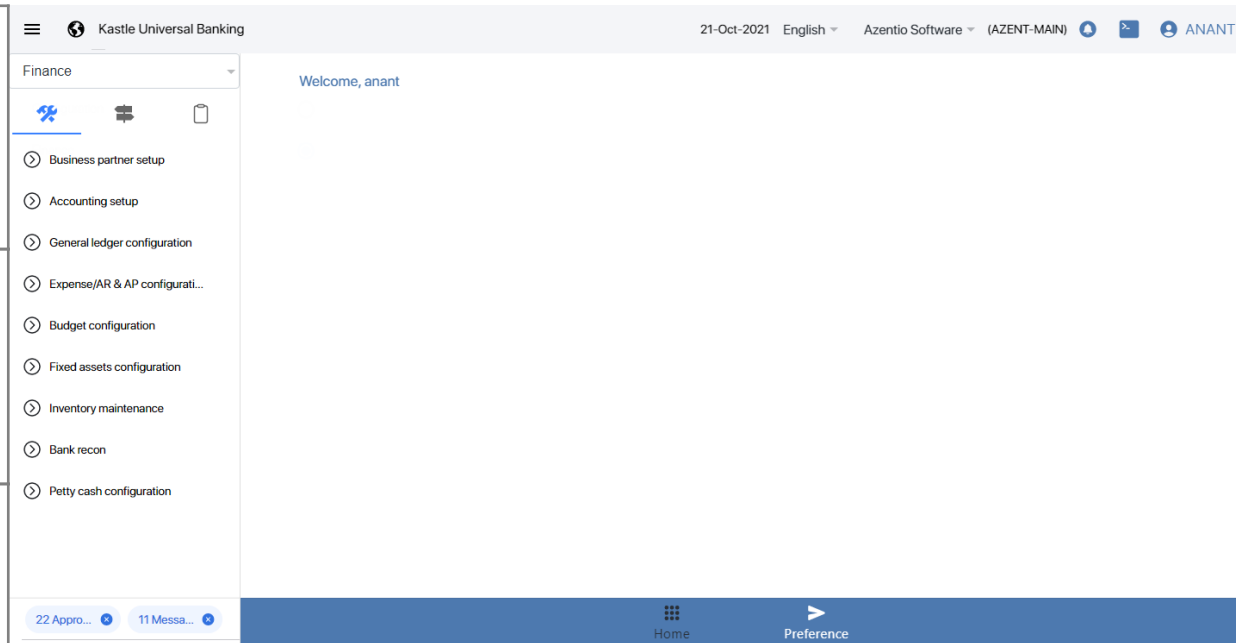 Kastle Universal Banking
21-Oct-2021 English Azentio Software (AZENT-MAIN) ANANT
Finance
Welcome, anant
Business partner setup
Accounting setup
General ledger configuration
Expense/AR & AP configurati...
Budget configuration
Fixed assets configuration
Inventory maintenance
Bank recon
Petty cash configuration
22 Appro... 11 Messa...
Home Preference